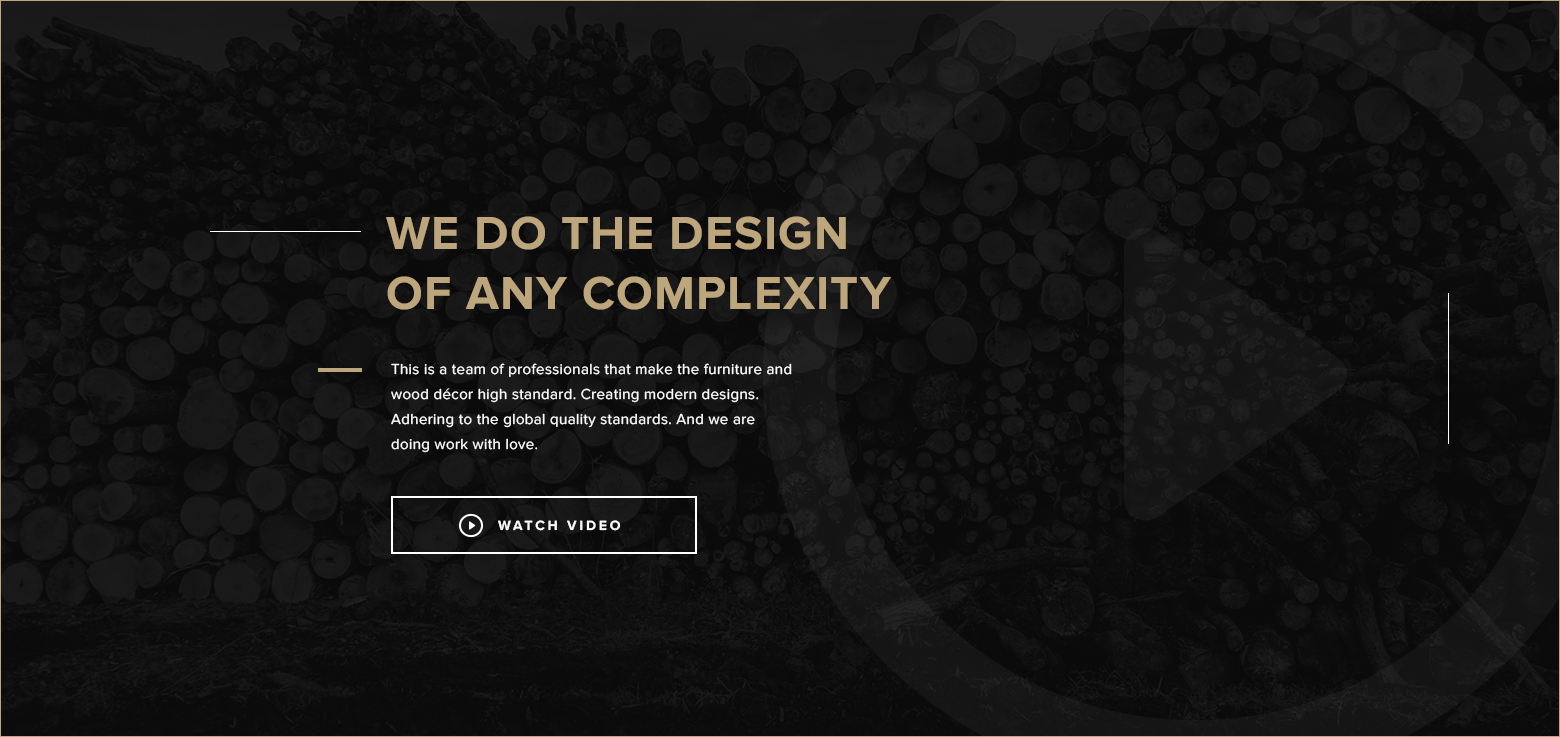 WE DO THE DESIGN
OF ANY COMPLEXITY
This is a team of professionals that make the furniture and
wood décor high standard. Creating modern designs.
Adhering to the global quality standards. And we are
doing work with love.
WATCH VIDEO